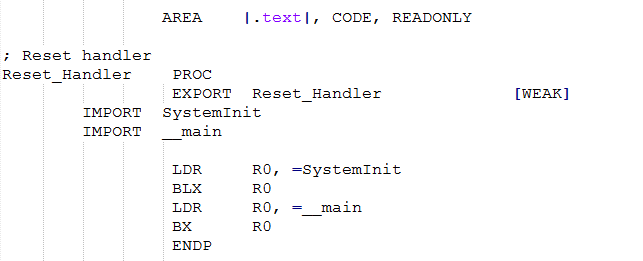 AREA    |.text|, CODE, READONLY
; Reset handler
Reset_Handler    PROC
EXPORT  Reset_Handler             [WEAK]
IMPORT  SystemInit
IMPORT  __main
LDR     R0, =SystemInit
BLX     R0
LDR     R0, =__main
BX      R0
ENDP